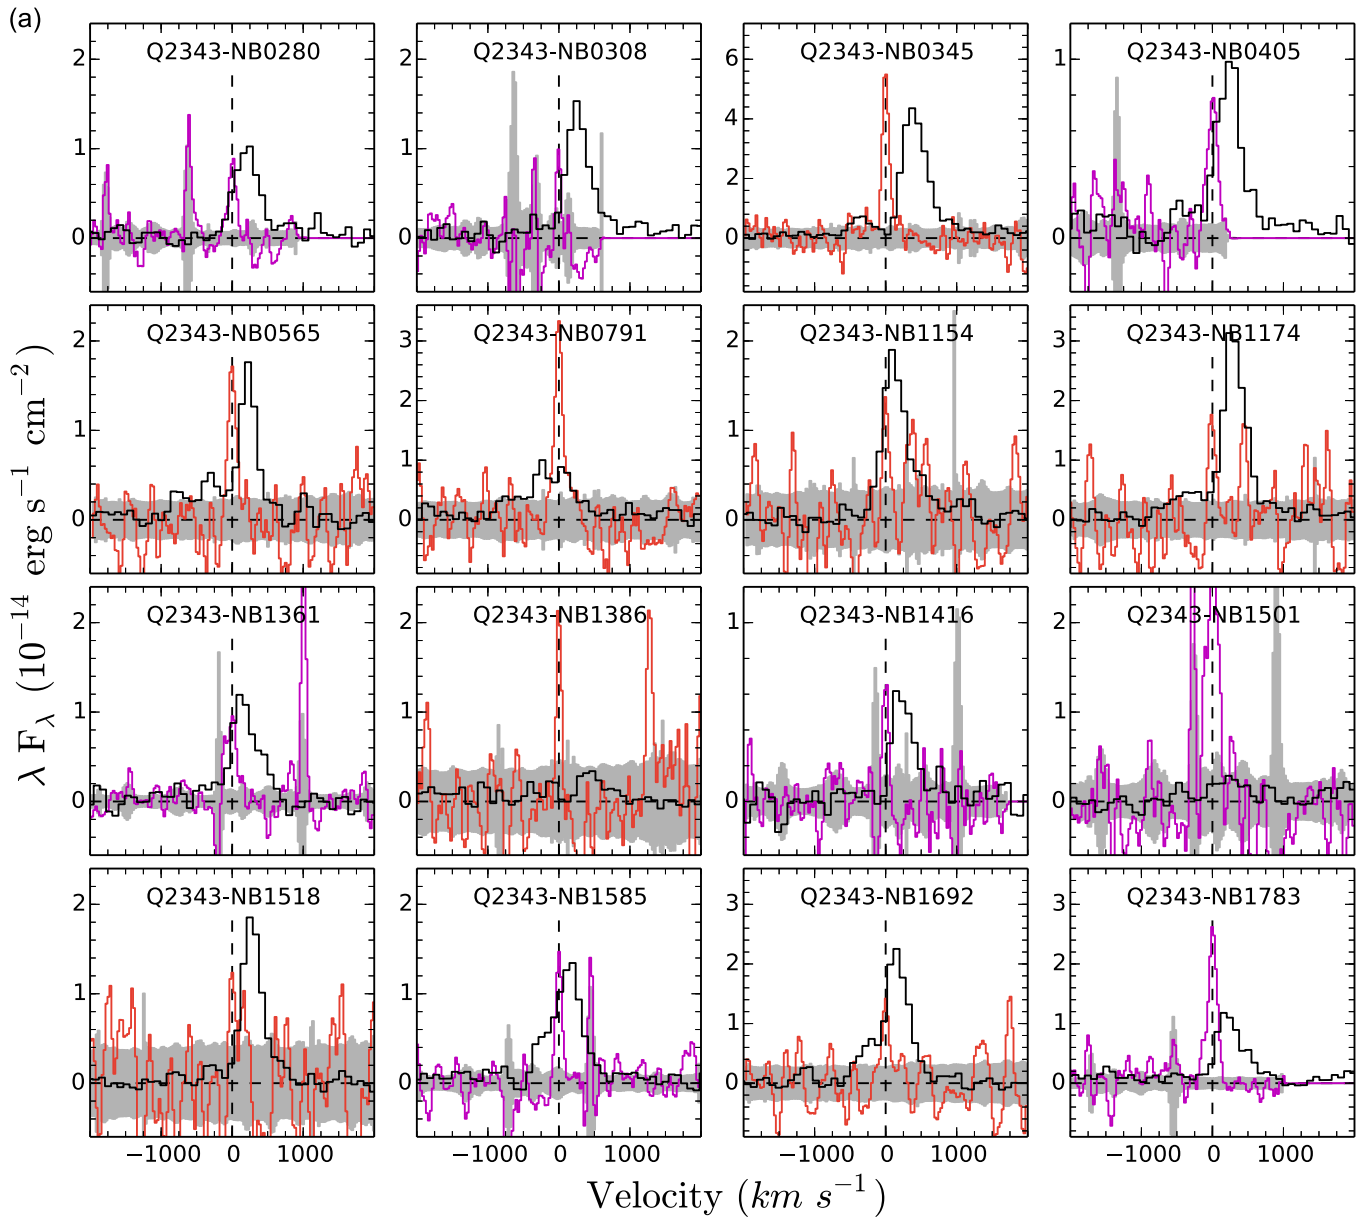 (a)
Q2343-NB0280
Q2343-NB0308
Q2343-NB0345
Q2343-NB0405
2
1
0
2
1
0
6
4
2
0
1
0
Q2343-NB0565
Q2343-NB0791
Q2343-NB1154
Q2343-NB1174
2
1
0
3
2
1
0
2
1
0
3
2
1
0
Q2343-NB1361
Q2343-NB1386
Q2343-NB1416
Q2343-NB1501
2
1
0
2
1
0
1
0
2
1
0
Q2343-NB1518
Q2343-NB1585
Q2343-NB1692
Q2343-NB1783
2
1
0
2
1
0
3
2
1
0
3
2
1
0
−1000 0 1000
−1000 0 1000
−1000 0 1000
−1000 0 1000
λ F_λ (10⁻¹⁴ erg s⁻¹ cm⁻²)
Velocity (km s⁻¹)